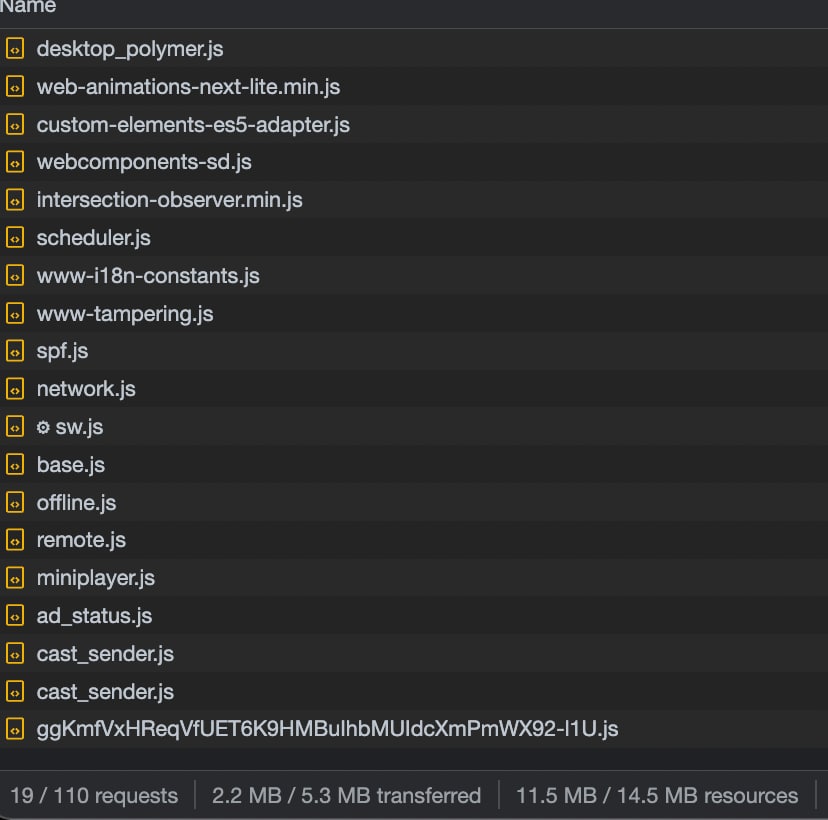 Name
desktop_polymer.js
web-animations-next-lite.min.js
custom-elements-es5-adapter.js
webcomponents-sd.js
intersection-observer.min.js
scheduler.js
www-i18n-constants.js
www-tampering.js
spf.js
network.js
sw.js
base.js
offline.js
remote.js
miniplayer.js
ad_status.js
cast_sender.js
cast_sender.js
ggKmfVxHReqVfUET6K9HMBuIhbMUIdcXmPmWX92-l1U.js
19 / 110 requests
2.2 MB / 5.3 MB transferred
11.5 MB / 14.5 MB resources